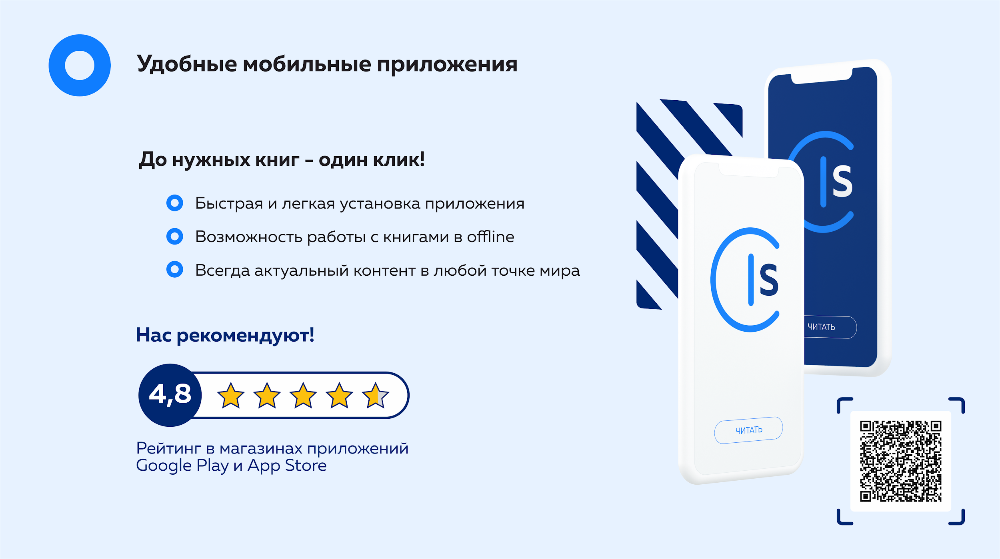 Удобные мобильные приложения
До нужных книг - один клик!
Быстрая и легкая установка приложения
Возможность работы с книгами в offline
Всегда актуальный контент в любой точке мира
Нас рекомендуют!
4,8
Рейтинг в магазинах приложений
Google Play и App Store
IS
ЧИТАТЬ
IS
ЧИТАТЬ